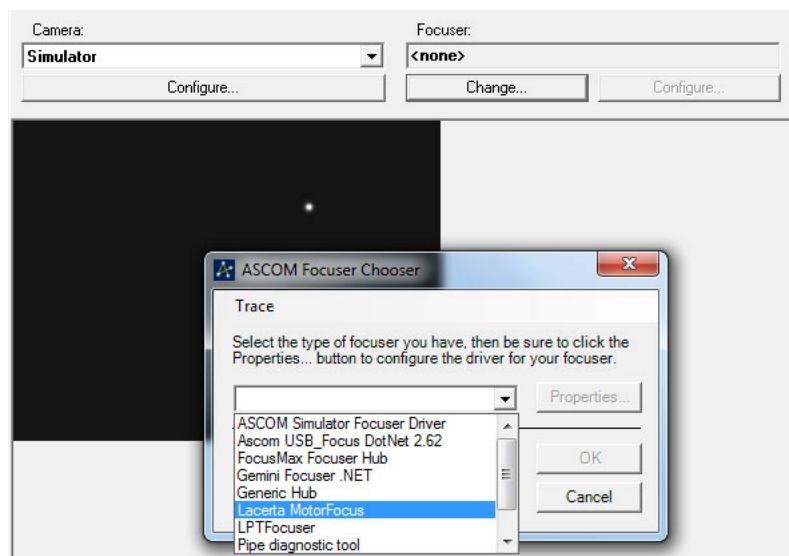 Camera:
Focuser:
Simulator
<none>
Configure...
Change...
Configure...
ASCOM Focuser Chooser
Trace
Select the type of focuser you have, then be sure to click the
Properties... button to configure the driver for your focuser.
Properties...
ASCOM Simulator Focuser Driver
Ascom USB_Focus DotNet 2.62
FocusMax Focuser Hub
Gemini Focuser .NET
Generic Hub
Lacerta MotorFocus
LPTFocuser
Pipe diagnostic tool
OK
Cancel